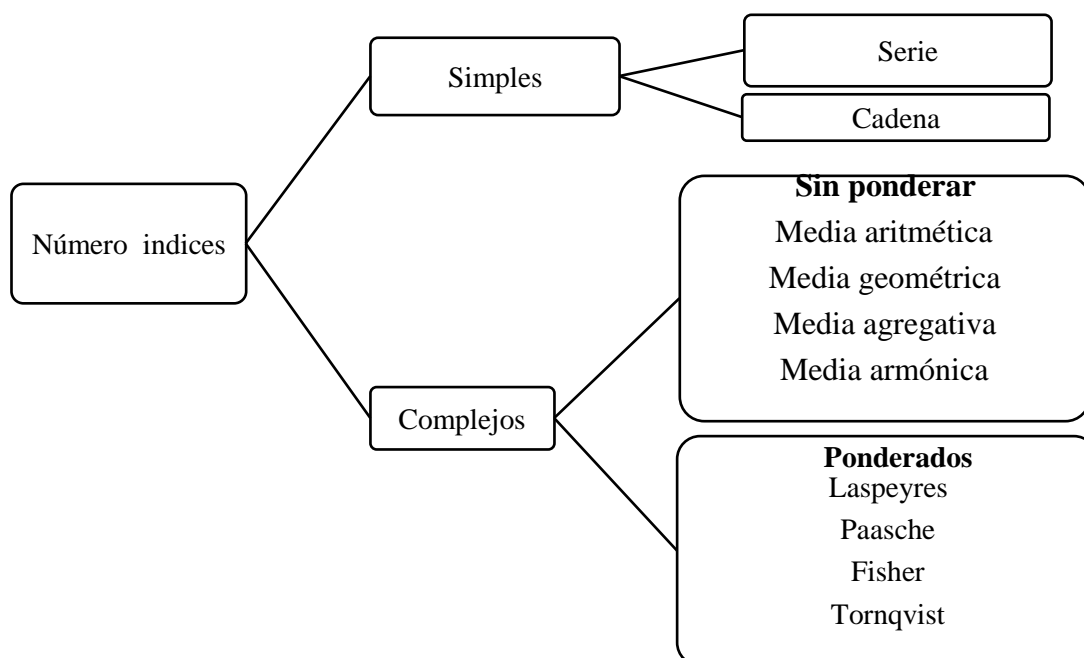 Número indices
Simples
Serie
Cadena
Complejos
Sin ponderar
Media aritmética
Media geométrica
Media agregativa
Media armónica
Ponderados
Laspeyres
Paasche
Fisher
Tornqvist